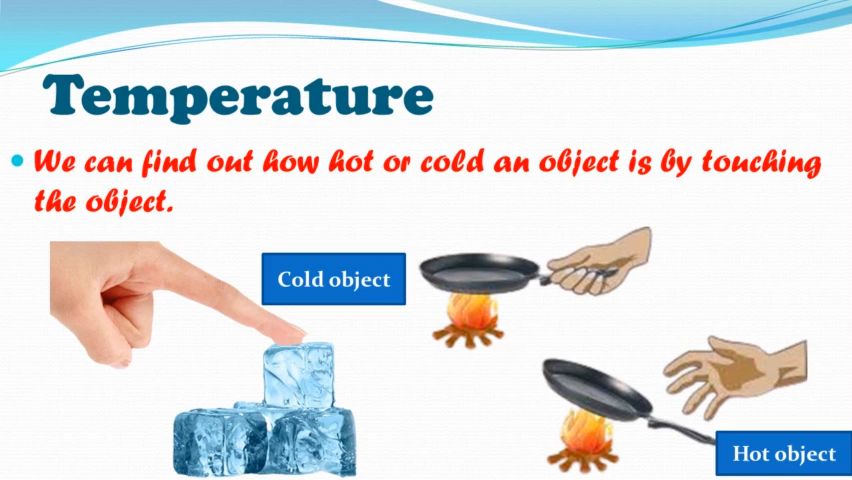 Temperature
We can find out how hot or cold an object is by touching
the object.
Cold object
Hot object